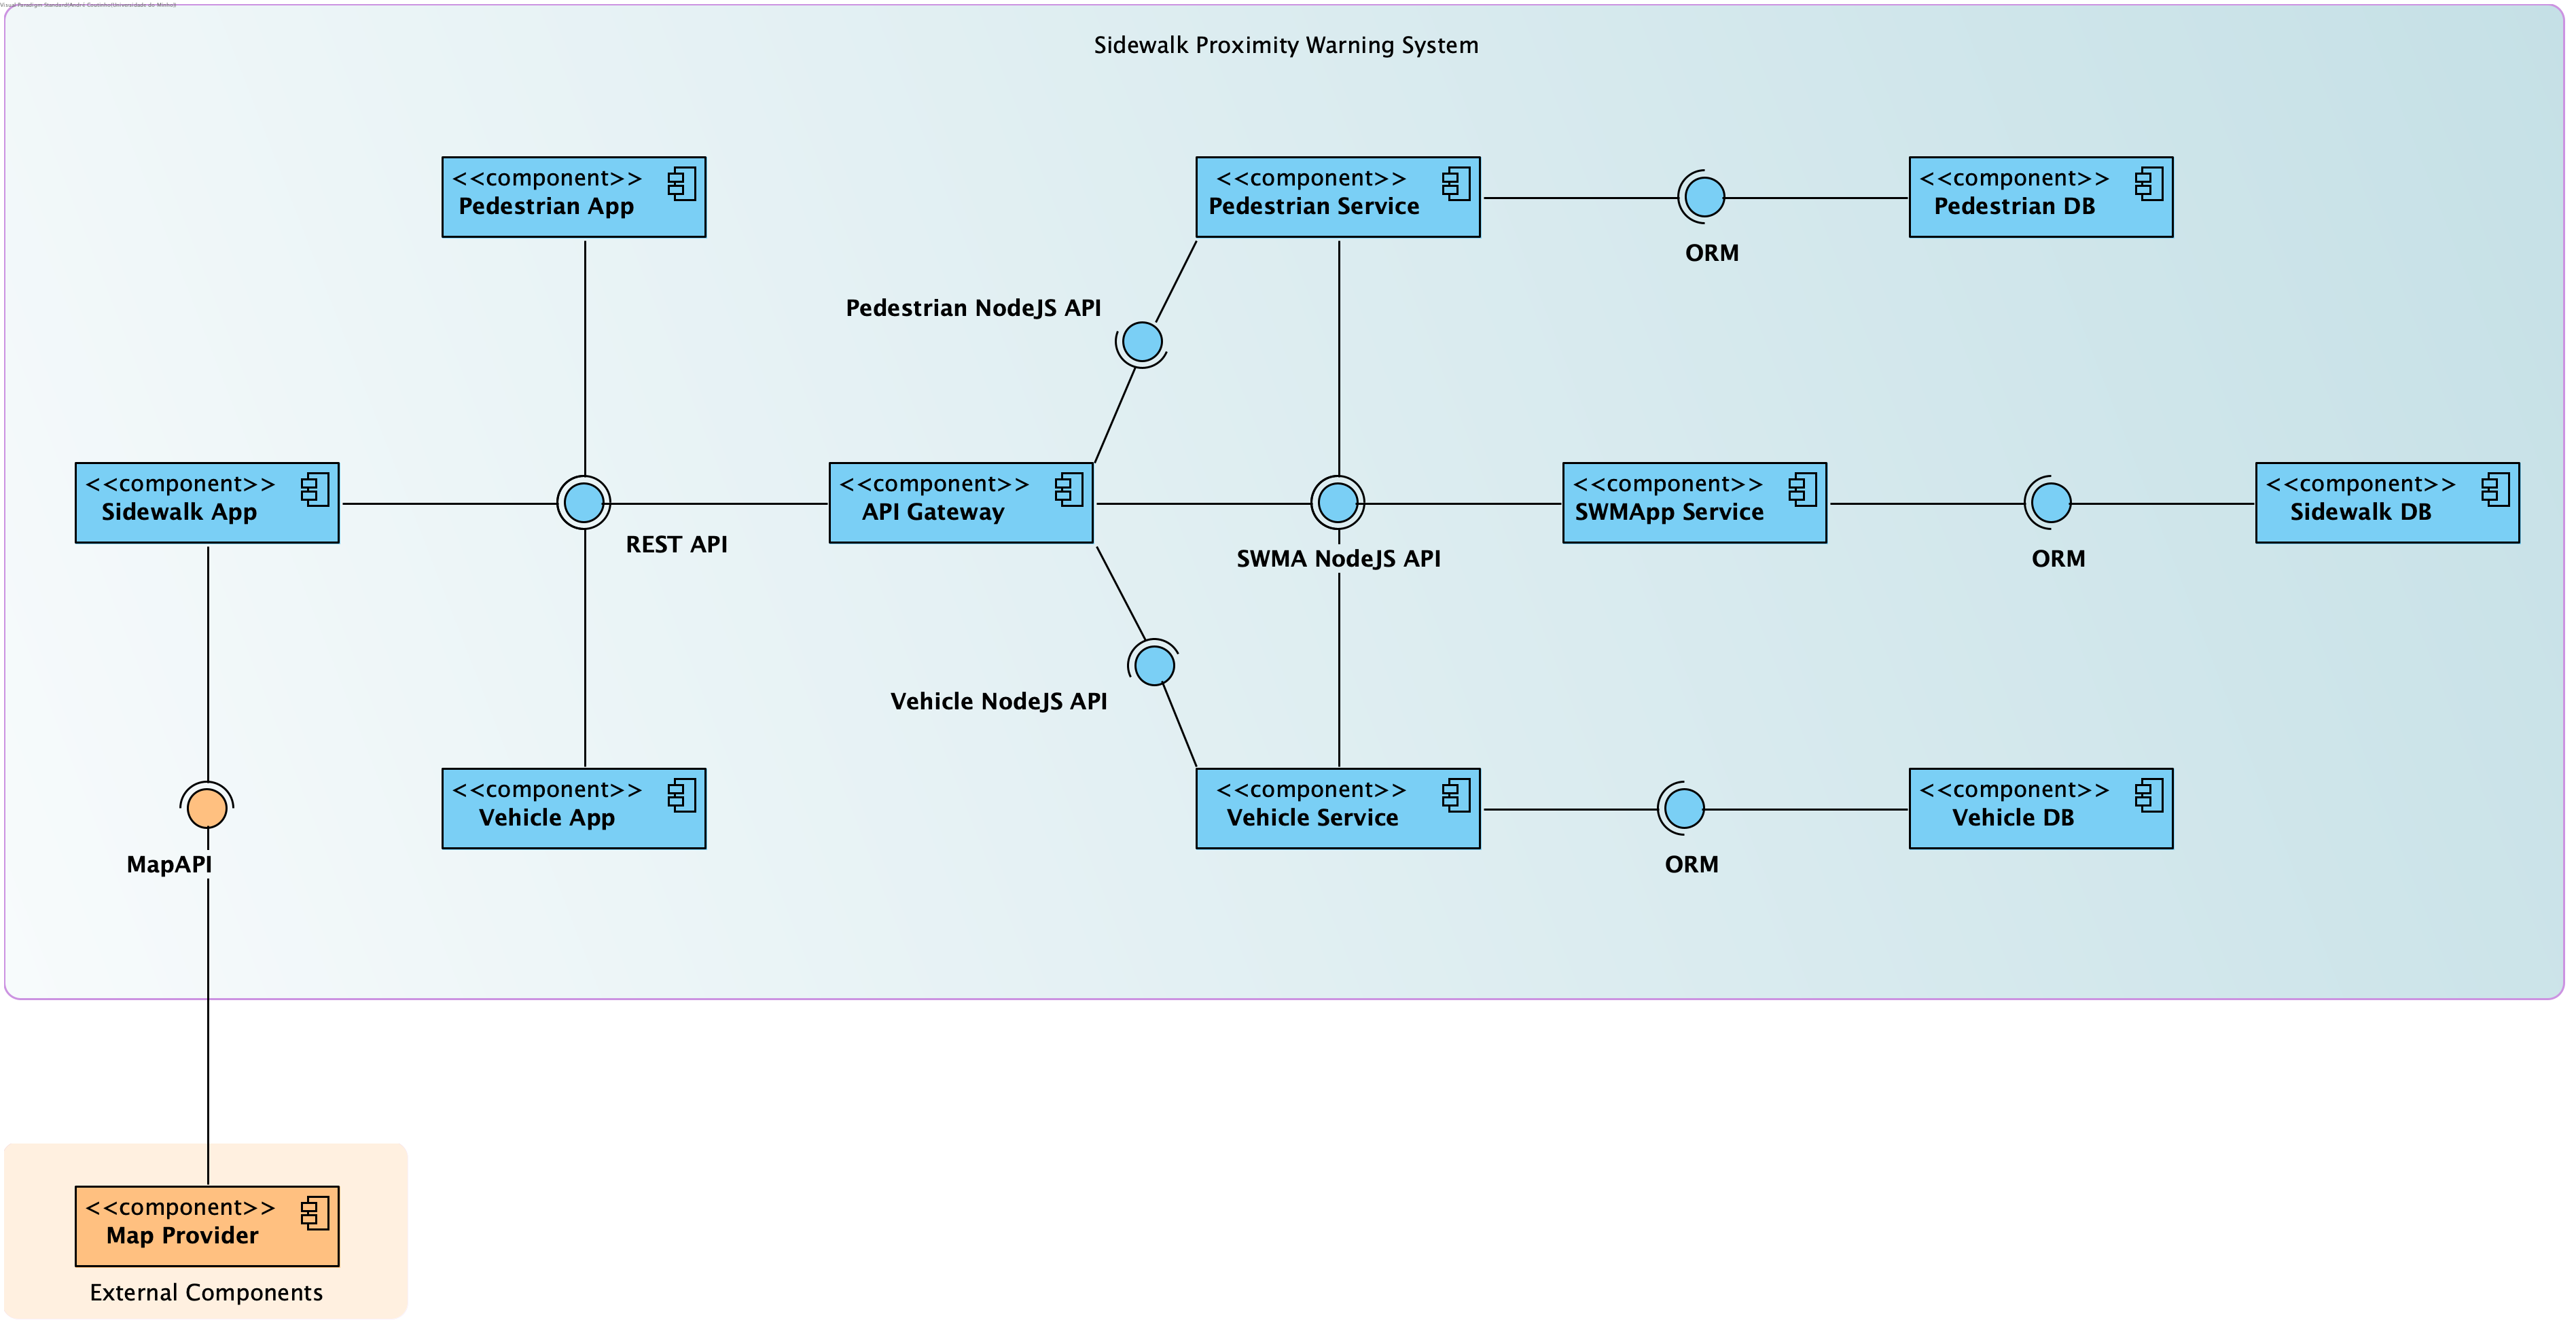 Visual Paradigm Standard(André Coutinho(Universidade do Minho))
Sidewalk Proximity Warning System
<<component>>
Pedestrian App
<<component>>
Pedestrian Service
<<component>>
Pedestrian DB
ORM
Pedestrian NodeJS API
<<component>>
Sidewalk App
<<component>>
API Gateway
<<component>>
SWMApp Service
<<component>>
Sidewalk DB
REST API
SWMA NodeJS API
ORM
Vehicle NodeJS API
<<component>>
Vehicle App
<<component>>
Vehicle Service
<<component>>
Vehicle DB
MapAPI
ORM
<<component>>
Map Provider
External Components